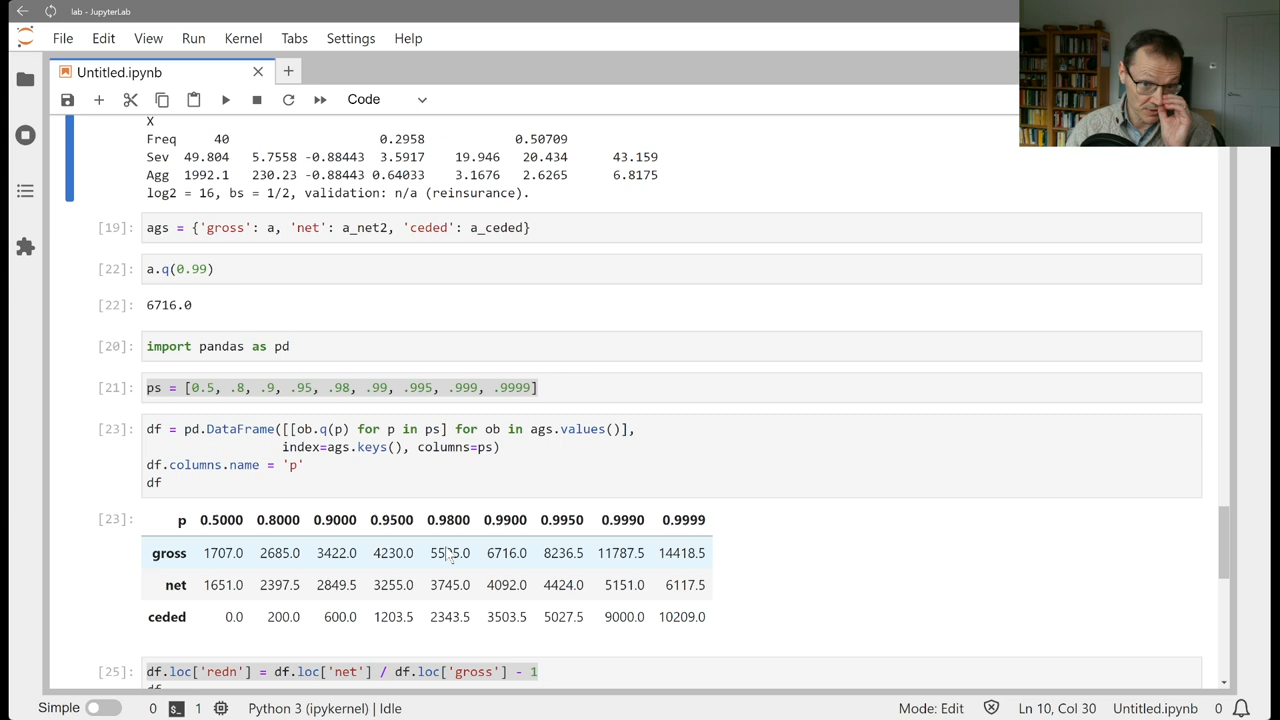 lab - JupyterLab
File Edit View Run Kernel Tabs Settings Help
Untitled.ipynb
Code
X
Freq 40 0.2958 0.50709
Sev 49.804 5.7558 -0.88443 3.5917 19.946 20.434 43.159
Agg 1992.1 230.23 -0.88443 0.64033 3.1676 2.6265 6.8175
log2 = 16, bs = 1/2, validation: n/a (reinsurance).
[19]: ags = {'gross': a, 'net': a_net2, 'ceded': a_ceded}
[22]: a.q(0.99)
[22]: 6716.0
[20]: import pandas as pd
[21]: ps = [0.5, .8, .9, .95, .98, .99, .995, .999, .9999]
[23]: df = pd.DataFrame([[ob.q(p) for p in ps] for ob in ags.values()],
index=ags.keys(), columns=ps)
df.columns.name = 'p'
df
[23]: p 0.5000 0.8000 0.9000 0.9500 0.9800 0.9900 0.9950 0.9990 0.9999
gross 1707.0 2685.0 3422.0 4230.0 6716.0 8236.5 11787.5 14418.5
net 1651.0 2397.5 2849.5 3255.0 3745.0 4092.0 4424.0 5151.0 6117.5
ceded 0.0 200.0 600.0 1203.5 2343.5 3503.5 5027.5 9000.0 10209.0
[25]: df.loc['redn'] = df.loc['net'] / df.loc['gross'] - 1
df
Simple 0 1 Python 3 (ipykernel) | Idle Mode: Edit Ln 10, Col 30 Untitled.ipynb 0